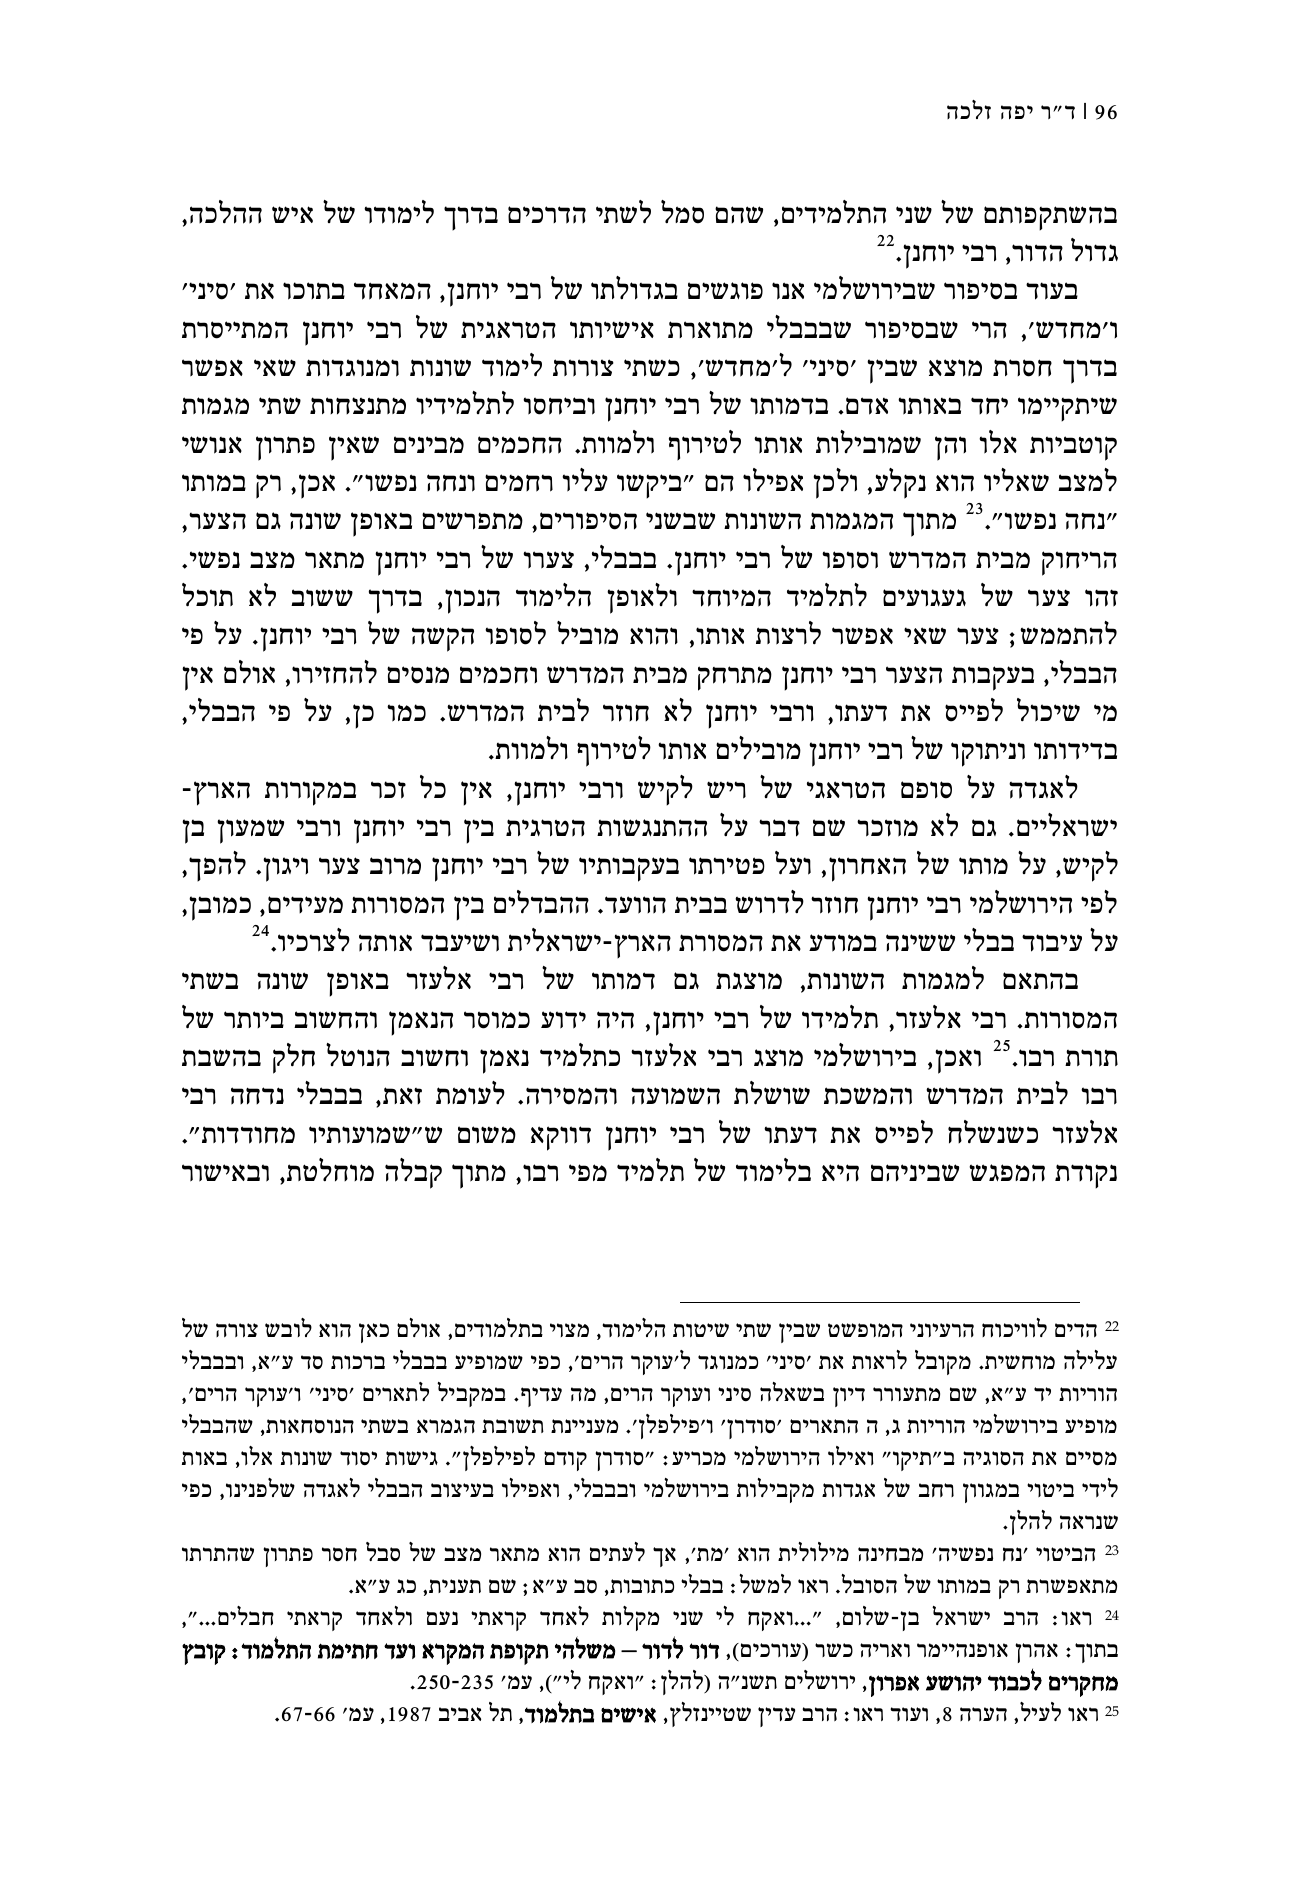 96 | ד״ר יפה זלכה
בהשתקפותם של שני התלמידים, שהם סמל לשתי הדרכים בדרך לימודו של איש ההלכה,
גדול הדור, רבי יוחנן.22
בעוד בסיפור שבירושלמי אנו פוגשים בגדולתו של רבי יוחנן, המאחד בתוכו את ׳סיני׳
ו׳מחדש׳, הרי שבסיפור שבבבלי מתוארת אישיותו הטראגית של רבי יוחנן המתייסרת
בדרך חסרת מוצא שבין ׳סיני׳ ל׳מחדש׳, כשתי צורות לימוד שונות ומנוגדות שאי אפשר
שיתקיימו יחד באותו אדם. בדמותו של רבי יוחנן וביחסו לתלמידיו מתנצחות שתי מגמות
קוטביות אלו והן שמובילות אותו לטירוף ולמוות. החכמים מבינים שאין פתרון אנושי
למצב שאליו הוא נקלע, ולכן אפילו הם ״ביקשו עליו רחמים ונחה נפשו״. אכן, רק במותו
״נחה נפשו״.23 מתוך המגמות השונות שבשני הסיפורים, מתפרשים באופן שונה גם הצער,
הריחוק מבית המדרש וסופו של רבי יוחנן. בבבלי, צערו של רבי יוחנן מתאר מצב נפשי.
זהו צער של געגועים לתלמיד המיוחד ולאופן הלימוד הנכון, בדרך ששוב לא תוכל
להתממש; צער שאי אפשר לרצות אותו, והוא מוביל לסופו הקשה של רבי יוחנן. על פי
הבבלי, בעקבות הצער רבי יוחנן מתרחק מבית המדרש וחכמים מנסים להחזירו, אולם אין
מי שיכול לפייס את דעתו, ורבי יוחנן לא חוזר לבית המדרש. כמו כן, על פי הבבלי,
בדידותו וניתוקו של רבי יוחנן מובילים אותו לטירוף ולמוות.
לאגדה על סופם הטראגי של ריש לקיש ורבי יוחנן, אין כל זכר במקורות הארץ-
ישראליים. גם לא מוזכר שם דבר על ההתנגשות הטרגית בין רבי יוחנן ורבי שמעון בן
לקיש, על מותו של האחרון, ועל פטירתו בעקבותיו של רבי יוחנן מרוב צער ויגון. להפך,
לפי הירושלמי רבי יוחנן חוזר לדרוש בבית הוועד. ההבדלים בין המסורות מעידים, כמובן,
על עיבוד בבלי ששינה במודע את המסורת הארץ-ישראלית ושיעבד אותה לצרכיו.24
בהתאם למגמות השונות, מוצגת גם דמותו של רבי אלעזר באופן שונה בשתי
המסורות. רבי אלעזר, תלמידו של רבי יוחנן, היה ידוע כמוסר הנאמן והחשוב ביותר של
תורת רבו.25 ואכן, בירושלמי מוצג רבי אלעזר כתלמיד נאמן וחשוב הנוטל חלק בהשבת
רבו לבית המדרש והמשכת שושלת השמועה והמסירה. לעומת זאת, בבבלי נדחה רבי
אלעזר כשנשלח לפייס את דעתו של רבי יוחנן דווקא משום ש״שמועותיו מחודדות״.
נקודת המפגש שביניהם היא בלימוד של תלמיד מפי רבו, מתוך קבלה מוחלטת, ובאישור
22 הדים לוויכוח הרעיוני המופשט שבין שתי שיטות הלימוד, מצוי בתלמודים, אולם כאן הוא לובש צורה של
עלילה מוחשית. מקובל לראות את ׳סיני׳ כמנוגד ל׳עוקר הרים׳, כפי שמופיע בבבלי ברכות סד ע״א, ובבבלי
הוריות יד ע״א, שם מתעורר דיון בשאלה סיני ועוקר הרים, מה עדיף. במקביל לתארים ׳סיני׳ ו׳עוקר הרים׳,
מופיע בירושלמי הוריות ג, ה התארים ׳סודרן׳ ו׳פילפלן׳. מעניינת תשובת הגמרא בשתי הנוסחאות, שהבבלי
מסיים את הסוגיה ב״תיקו״ ואילו הירושלמי מכריע: ״סודרן קודם לפילפלן״. גישות יסוד שונות אלו, באות
לידי ביטוי במגוון רחב של אגדות מקבילות בירושלמי ובבבלי, ואפילו בעיצוב הבבלי לאגדה שלפנינו, כפי
שנראה להלן.
23 הביטוי ׳נח נפשיה׳ מבחינה מילולית הוא ׳מת׳, אך לעתים הוא מתאר מצב של סבל חסר פתרון שהתרתו
מתאפשרת רק במותו של הסובל. ראו למשל: בבלי כתובות, סב ע״א; שם תענית, כג ע״א.
24 ראו: הרב ישראל בן-שלום, ״...ואקח לי שני מקלות לאחד קראתי נעם ולאחד קראתי חבלים...״,
בתוך: אהרן אופנהיימר ואריה כשר (עורכים), דור לדור – משלהי תקופת המקרא ועד חתימת התלמוד: קובץ
מחקרים לכבוד יהושע אפרון, ירושלים תשנ״ה (להלן: ״ואקח לי״), עמ׳ 250-235.
25 ראו לעיל, הערה 8, ועוד ראו: הרב עדין שטיינזלץ, אישים בתלמוד, תל אביב 1987, עמ׳ 67-66.